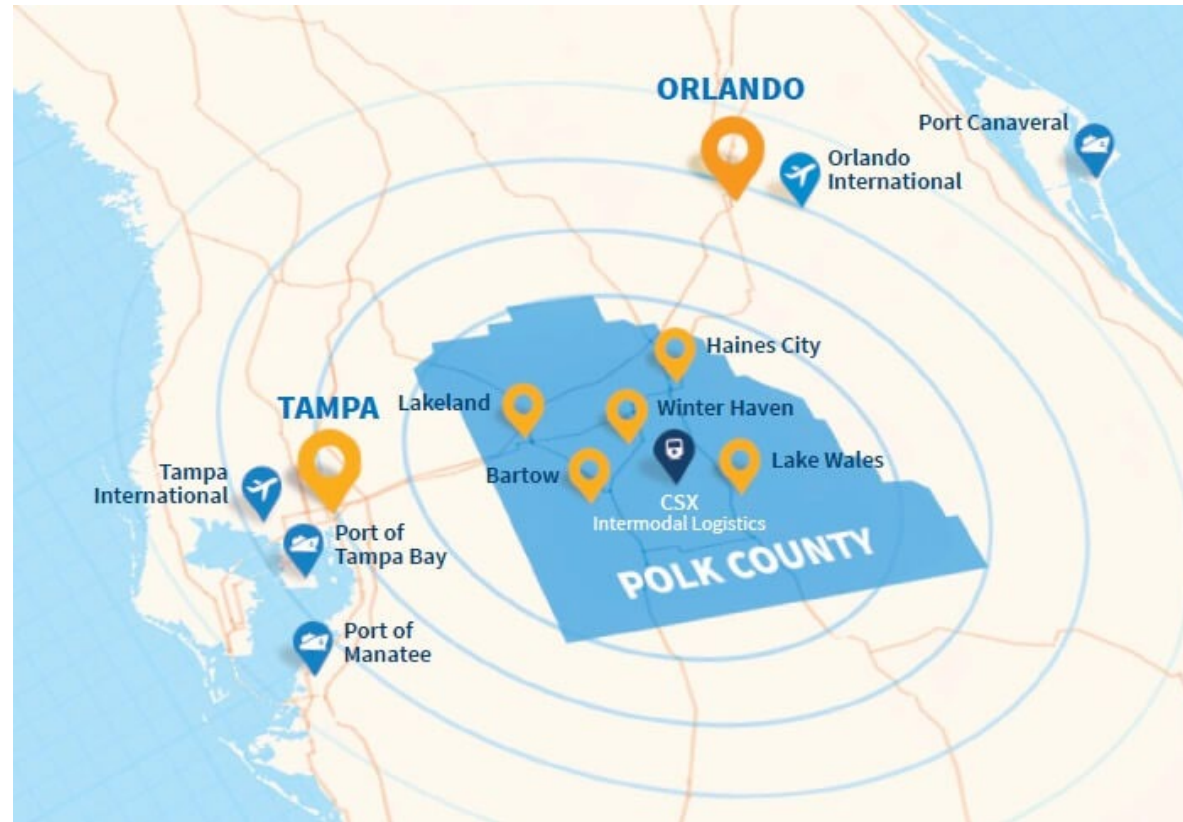 ORLANDO
Port Canaveral
Orlando
International
Haines City
Lakeland
Winter Haven
TAMPA
Bartow
Lake Wales
Tampa
International
CSX
Intermodal Logistics
Port of
Tampa Bay
POLK COUNTY
Port of
Manatee